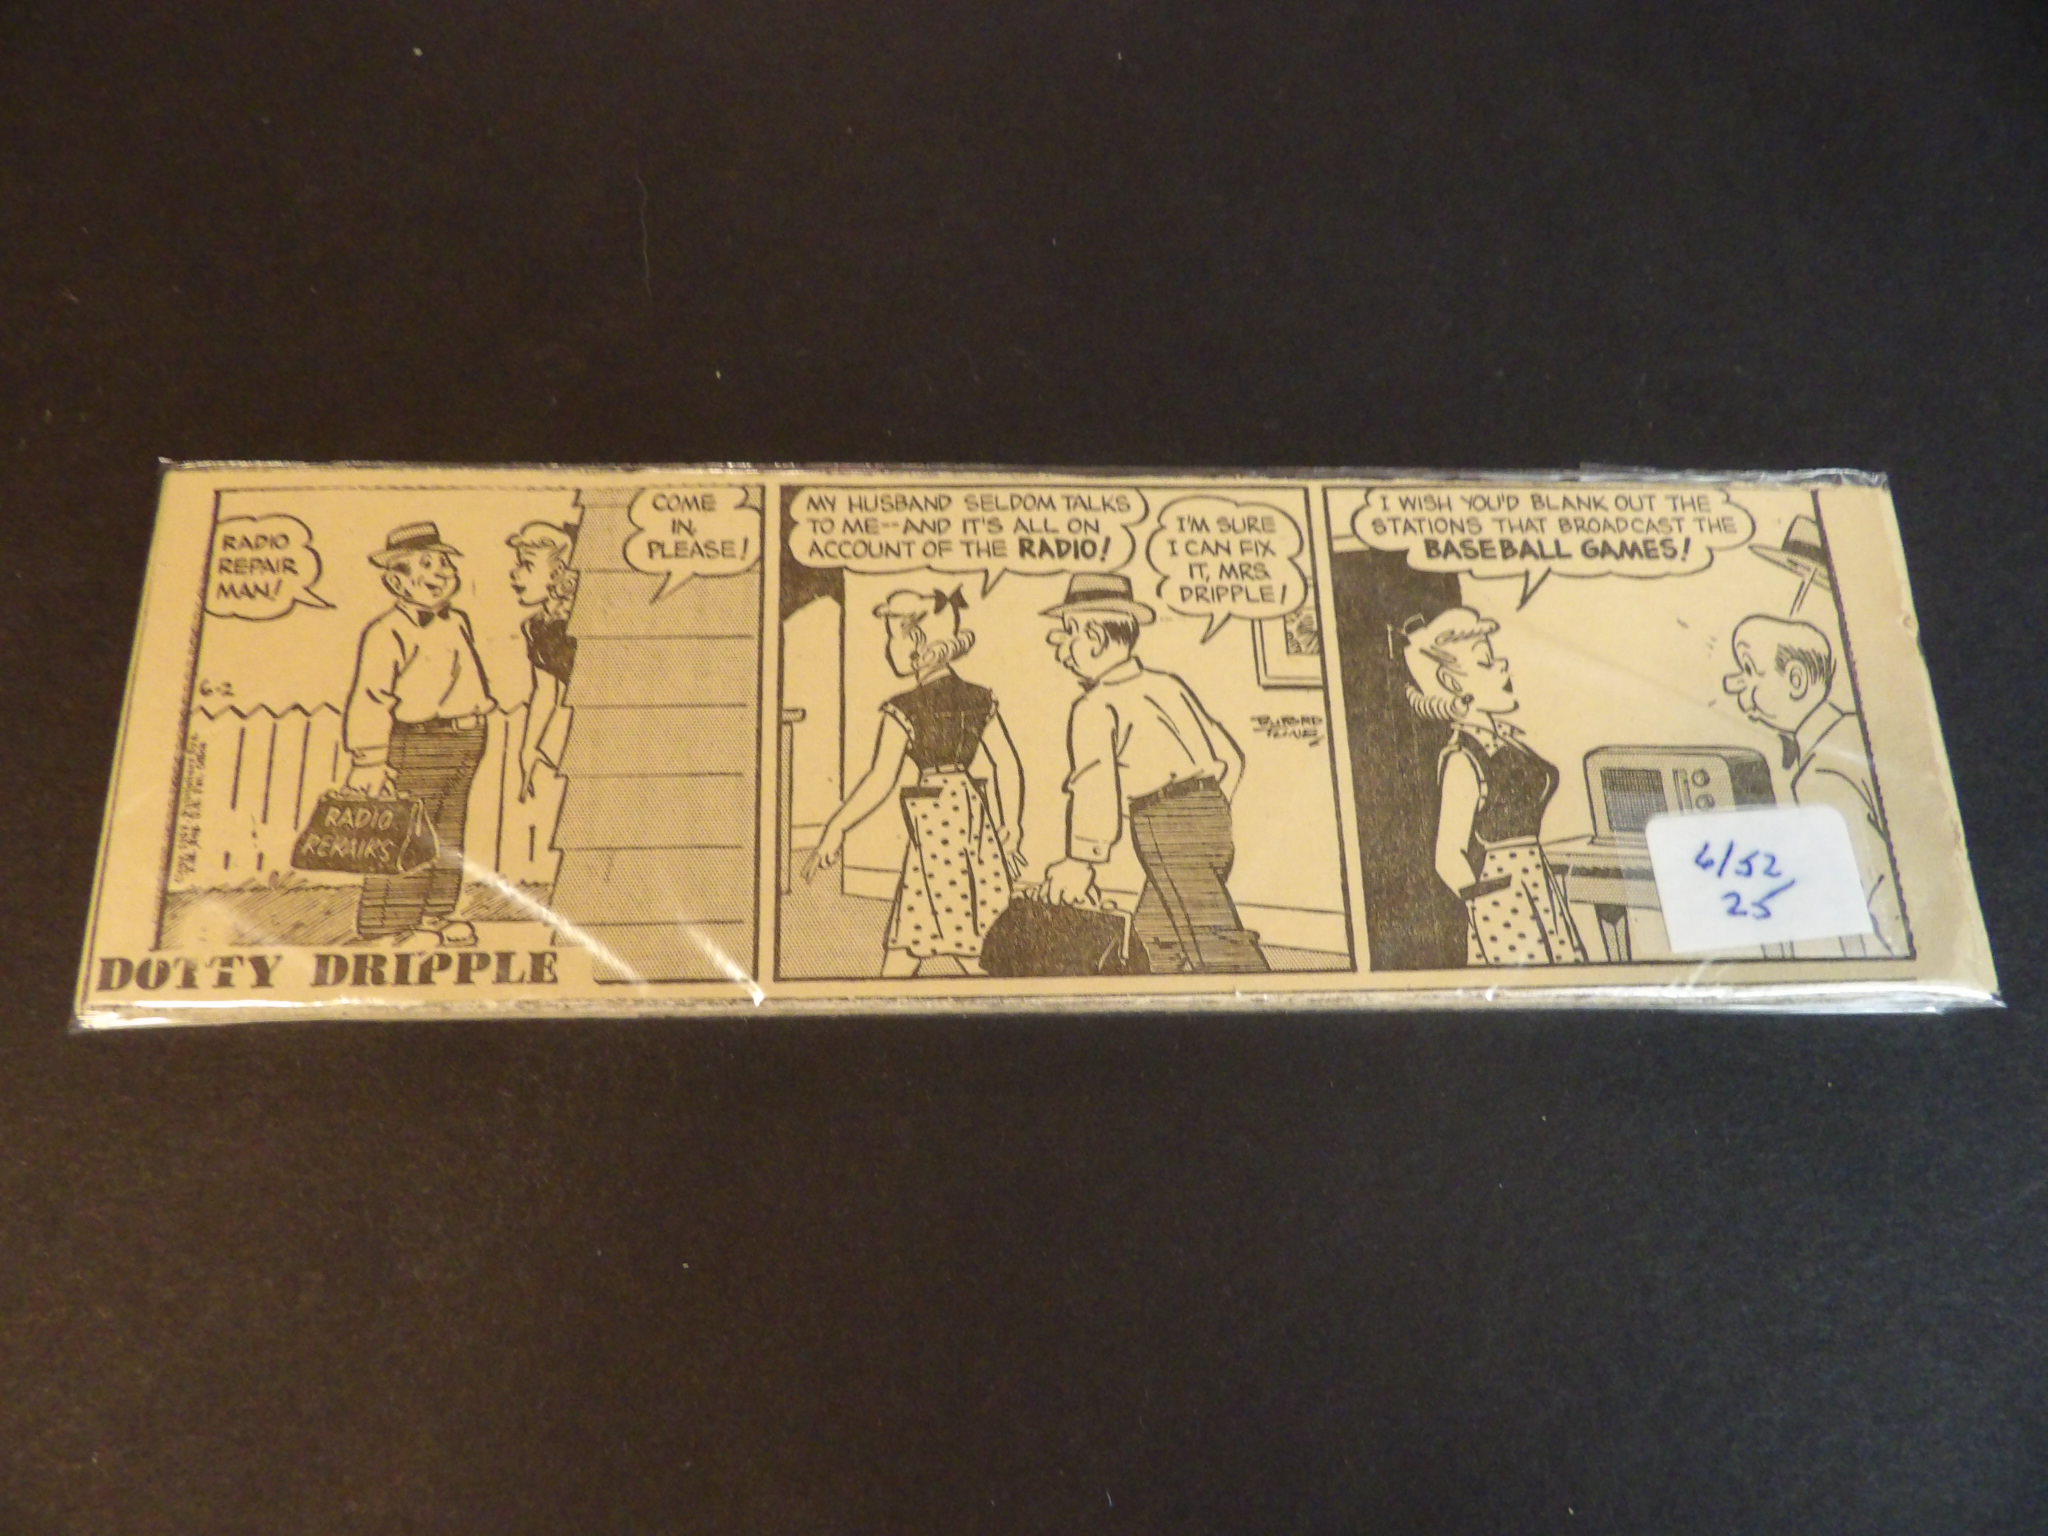 RADIO
REPAIR
MAN!
COME
IN,
PLEASE!
6-2
RADIO
REPAIRS
DOTTY DRIPPLE
MY HUSBAND SELDOM TALKS
TO ME--AND IT'S ALL ON
ACCOUNT OF THE RADIO!
I'M SURE
I CAN FIX
IT, MRS.
DRIPPLE!
BUFORD
TUNE
I WISH YOU'D BLANK OUT THE
STATIONS THAT BROADCAST THE
BASEBALL GAMES!
6/52
25